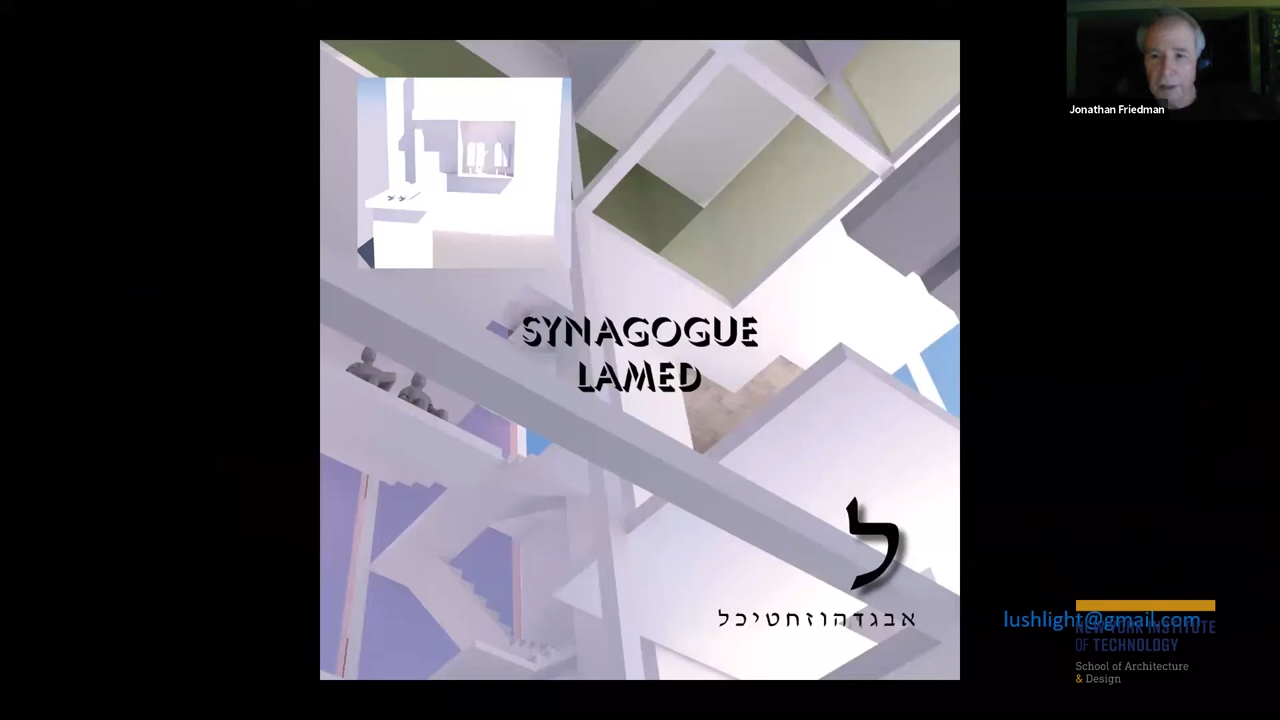 Jonathan Friedman
SYNAGOGUE
LAMED
ל
אבגדהוזחטיכל
lushlight@gmail.com
NEW YORK INSTITUTE
OF TECHNOLOGY
School of Architecture
& Design